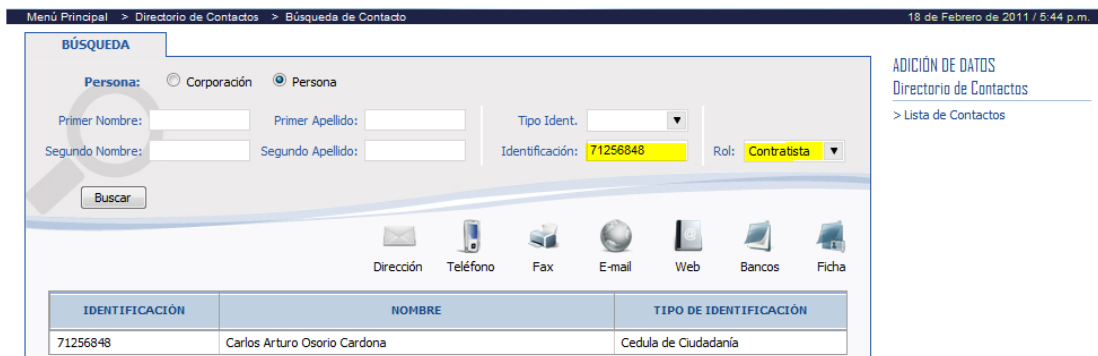 Menú Principal > Directorio de Contactos > Búsqueda de Contacto 18 de Febrero de 2011 / 5:44 p.m.
BÚSQUEDA
Persona: Corporación Persona
Primer Nombre: Primer Apellido: Tipo Ident.
Segundo Nombre: Segundo Apellido: Identificación: 71256848 Rol: Contratista
Buscar
Dirección Teléfono Fax E-mail Web Bancos Ficha
IDENTIFICACIÓN NOMBRE TIPO DE IDENTIFICACIÓN
71256848 Carlos Arturo Osorio Cardona Cedula de Ciudadanía
ADICIÓN DE DATOS
Directorio de Contactos
> Lista de Contactos